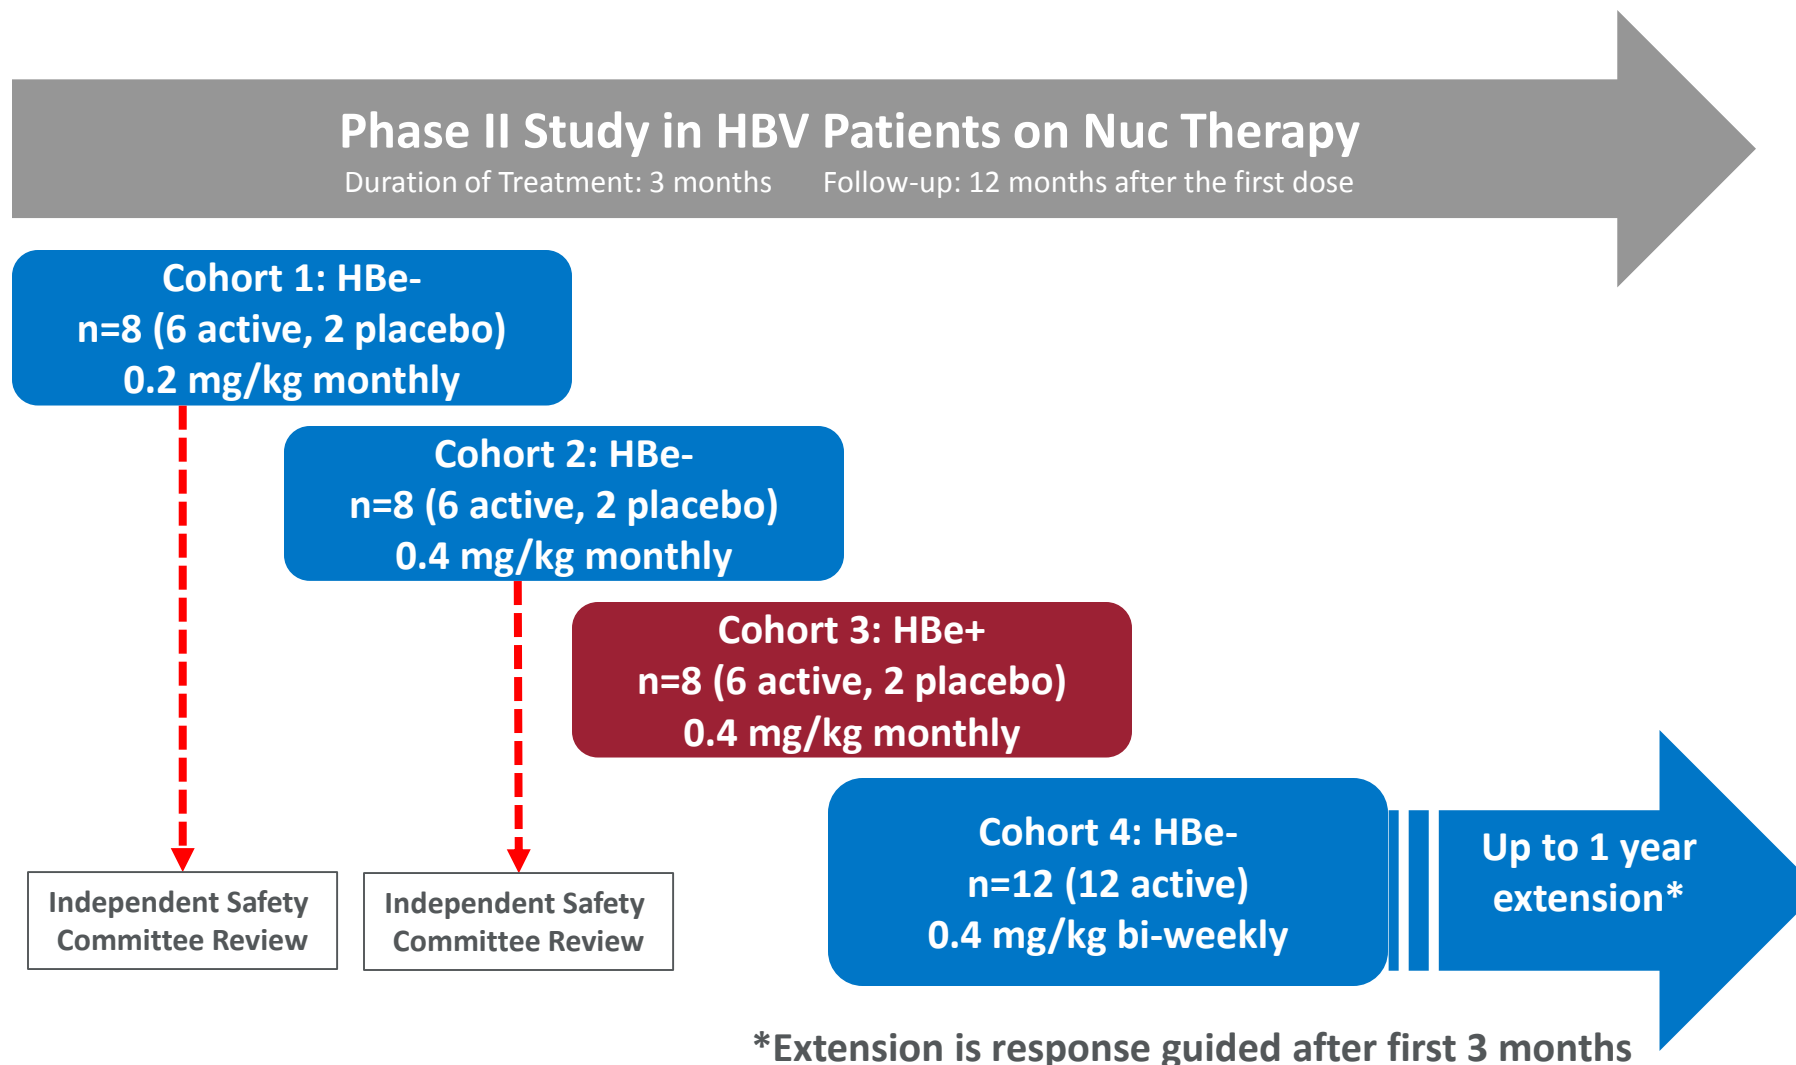 Phase II Study in HBV Patients on Nuc Therapy
Duration of Treatment: 3 months Follow-up: 12 months after the first dose
Cohort 1: HBe-
n=8 (6 active, 2 placebo)
0.2 mg/kg monthly
Cohort 2: HBe-
n=8 (6 active, 2 placebo)
0.4 mg/kg monthly
Cohort 3: HBe+
n=8 (6 active, 2 placebo)
0.4 mg/kg monthly
Cohort 4: HBe-
n=12 (12 active)
0.4 mg/kg bi-weekly
Up to 1 year
extension*
Independent Safety
Committee Review
Independent Safety
Committee Review
*Extension is response guided after first 3 months